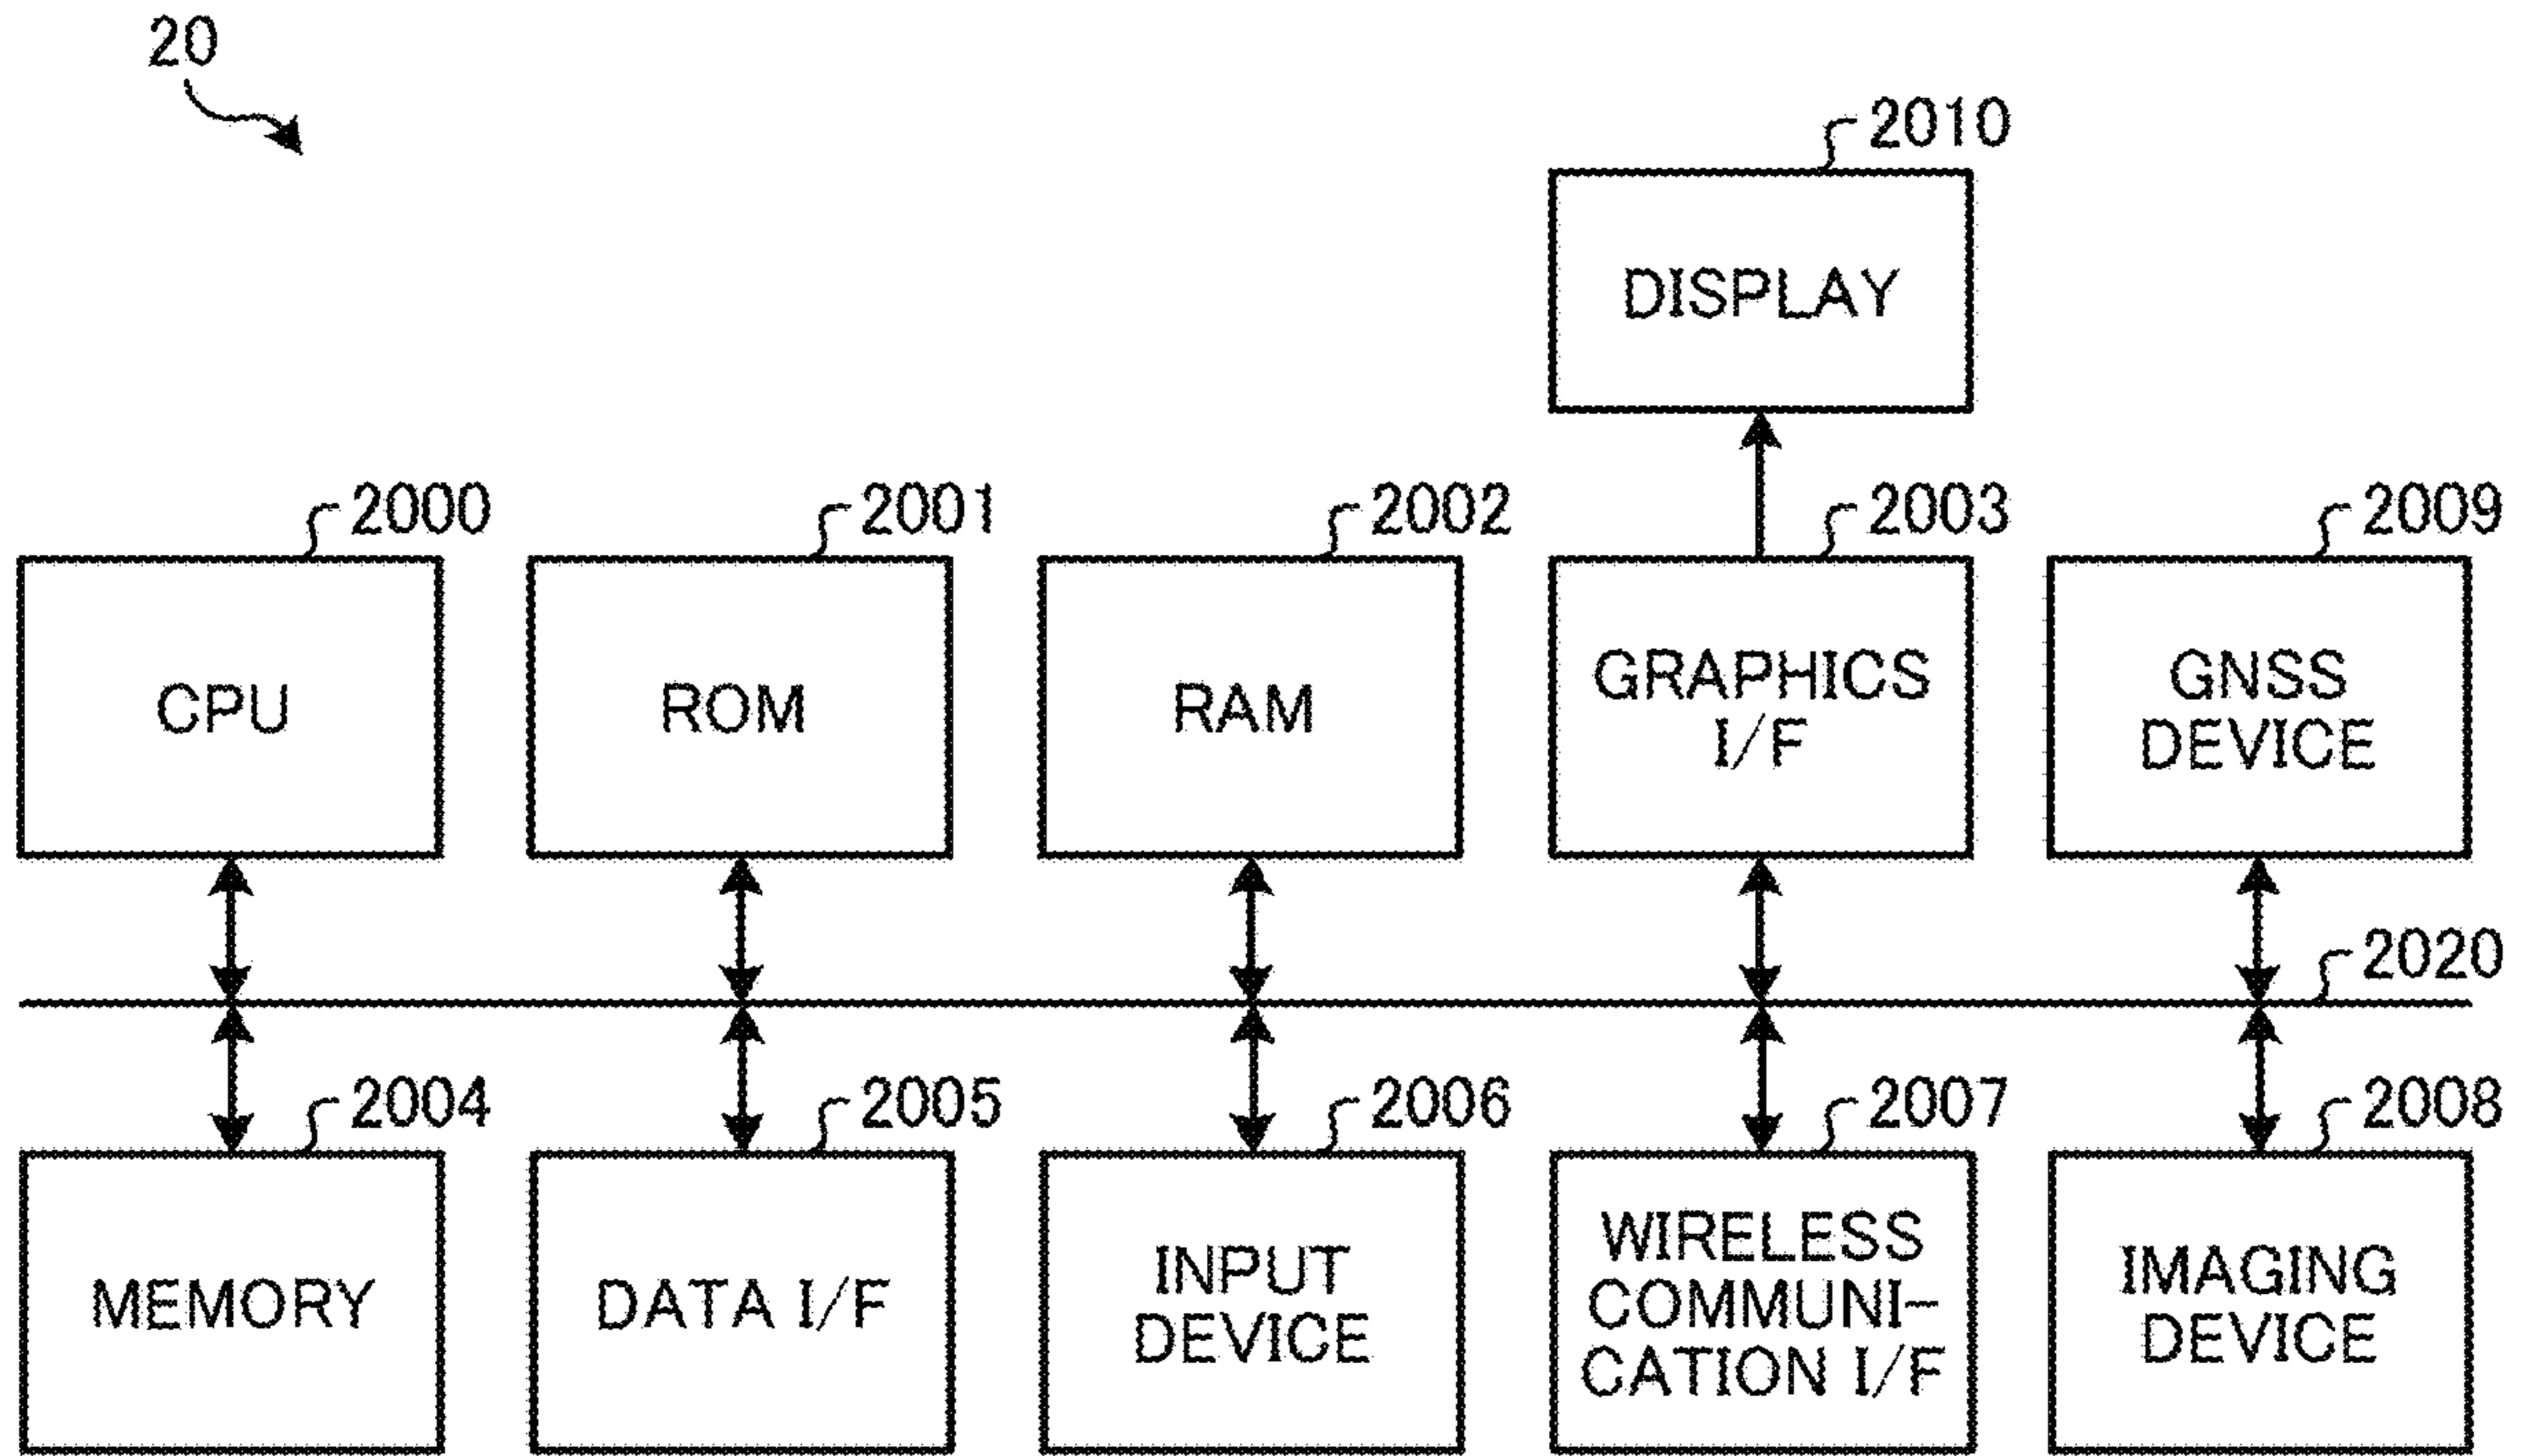 20
2010
DISPLAY
2000
2001
2002
2003
2009
CPU
ROM
RAM
GRAPHICS
I/F
GNSS
DEVICE
2020
2004
2005
2006
2007
2008
MEMORY
DATA I/F
INPUT
DEVICE
WIRELESS
COMMUNI-
CATION I/F
IMAGING
DEVICE